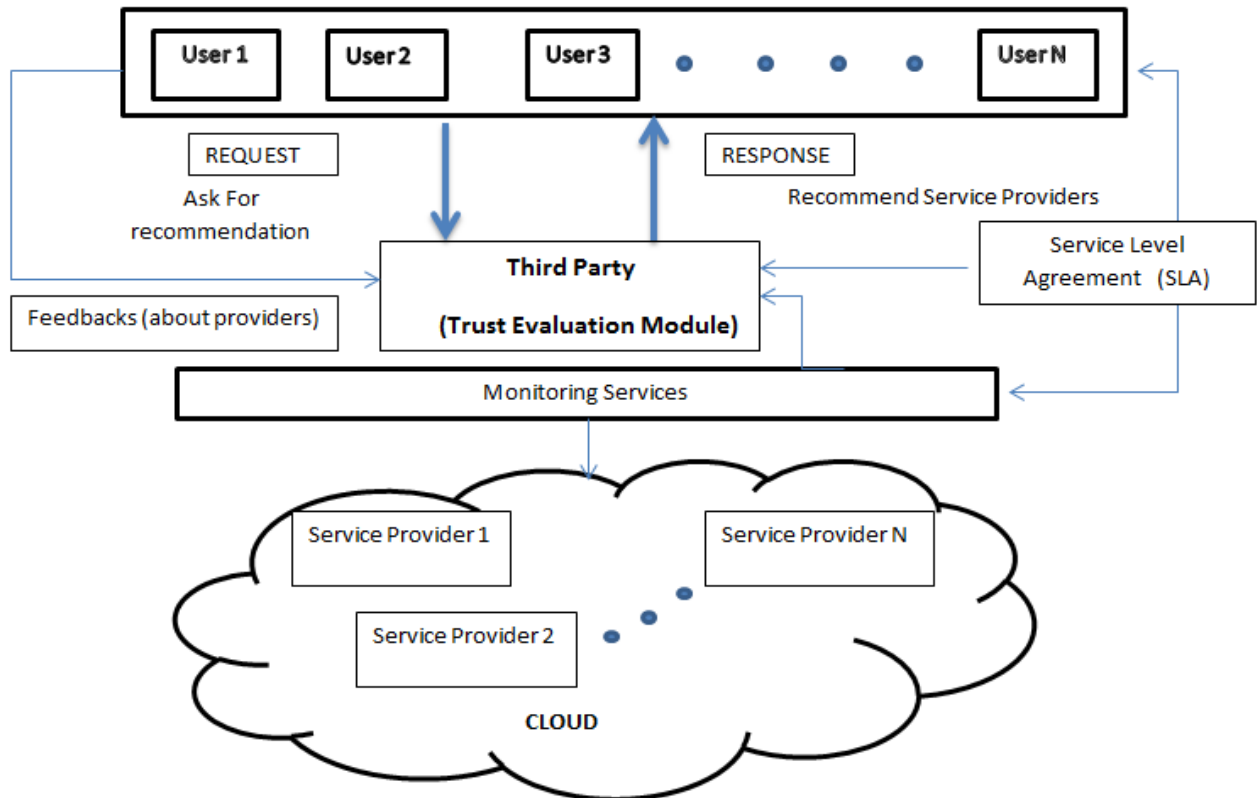 User 1
User 2
User 3
User N
REQUEST
RESPONSE
Ask For
recommendation
Recommend Service Providers
Service Level
Agreement (SLA)
Third Party
(Trust Evaluation Module)
Feedbacks (about providers)
Monitoring Services
Service Provider 1
Service Provider N
Service Provider 2
CLOUD